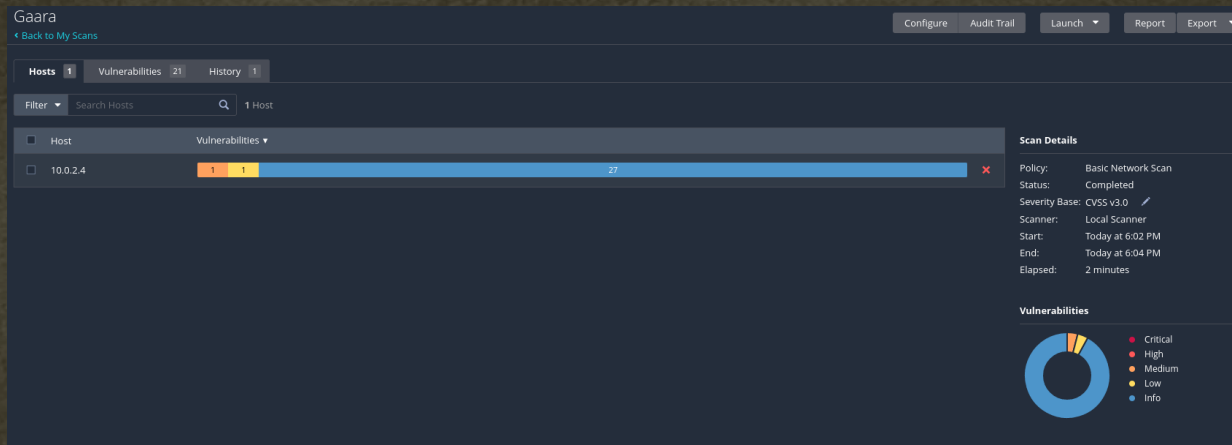 Gaara
Back to My Scans
Configure Audit Trail Launch Report Export
Hosts 1 Vulnerabilities 21 History 1
Filter Search Hosts 1 Host
Host Vulnerabilities
10.0.2.4 1 1 27
Scan Details
Policy: Basic Network Scan
Status: Completed
Severity Base: CVSS v3.0
Scanner: Local Scanner
Start: Today at 6:02 PM
End: Today at 6:04 PM
Elapsed: 2 minutes
Vulnerabilities
Critical
High
Medium
Low
Info